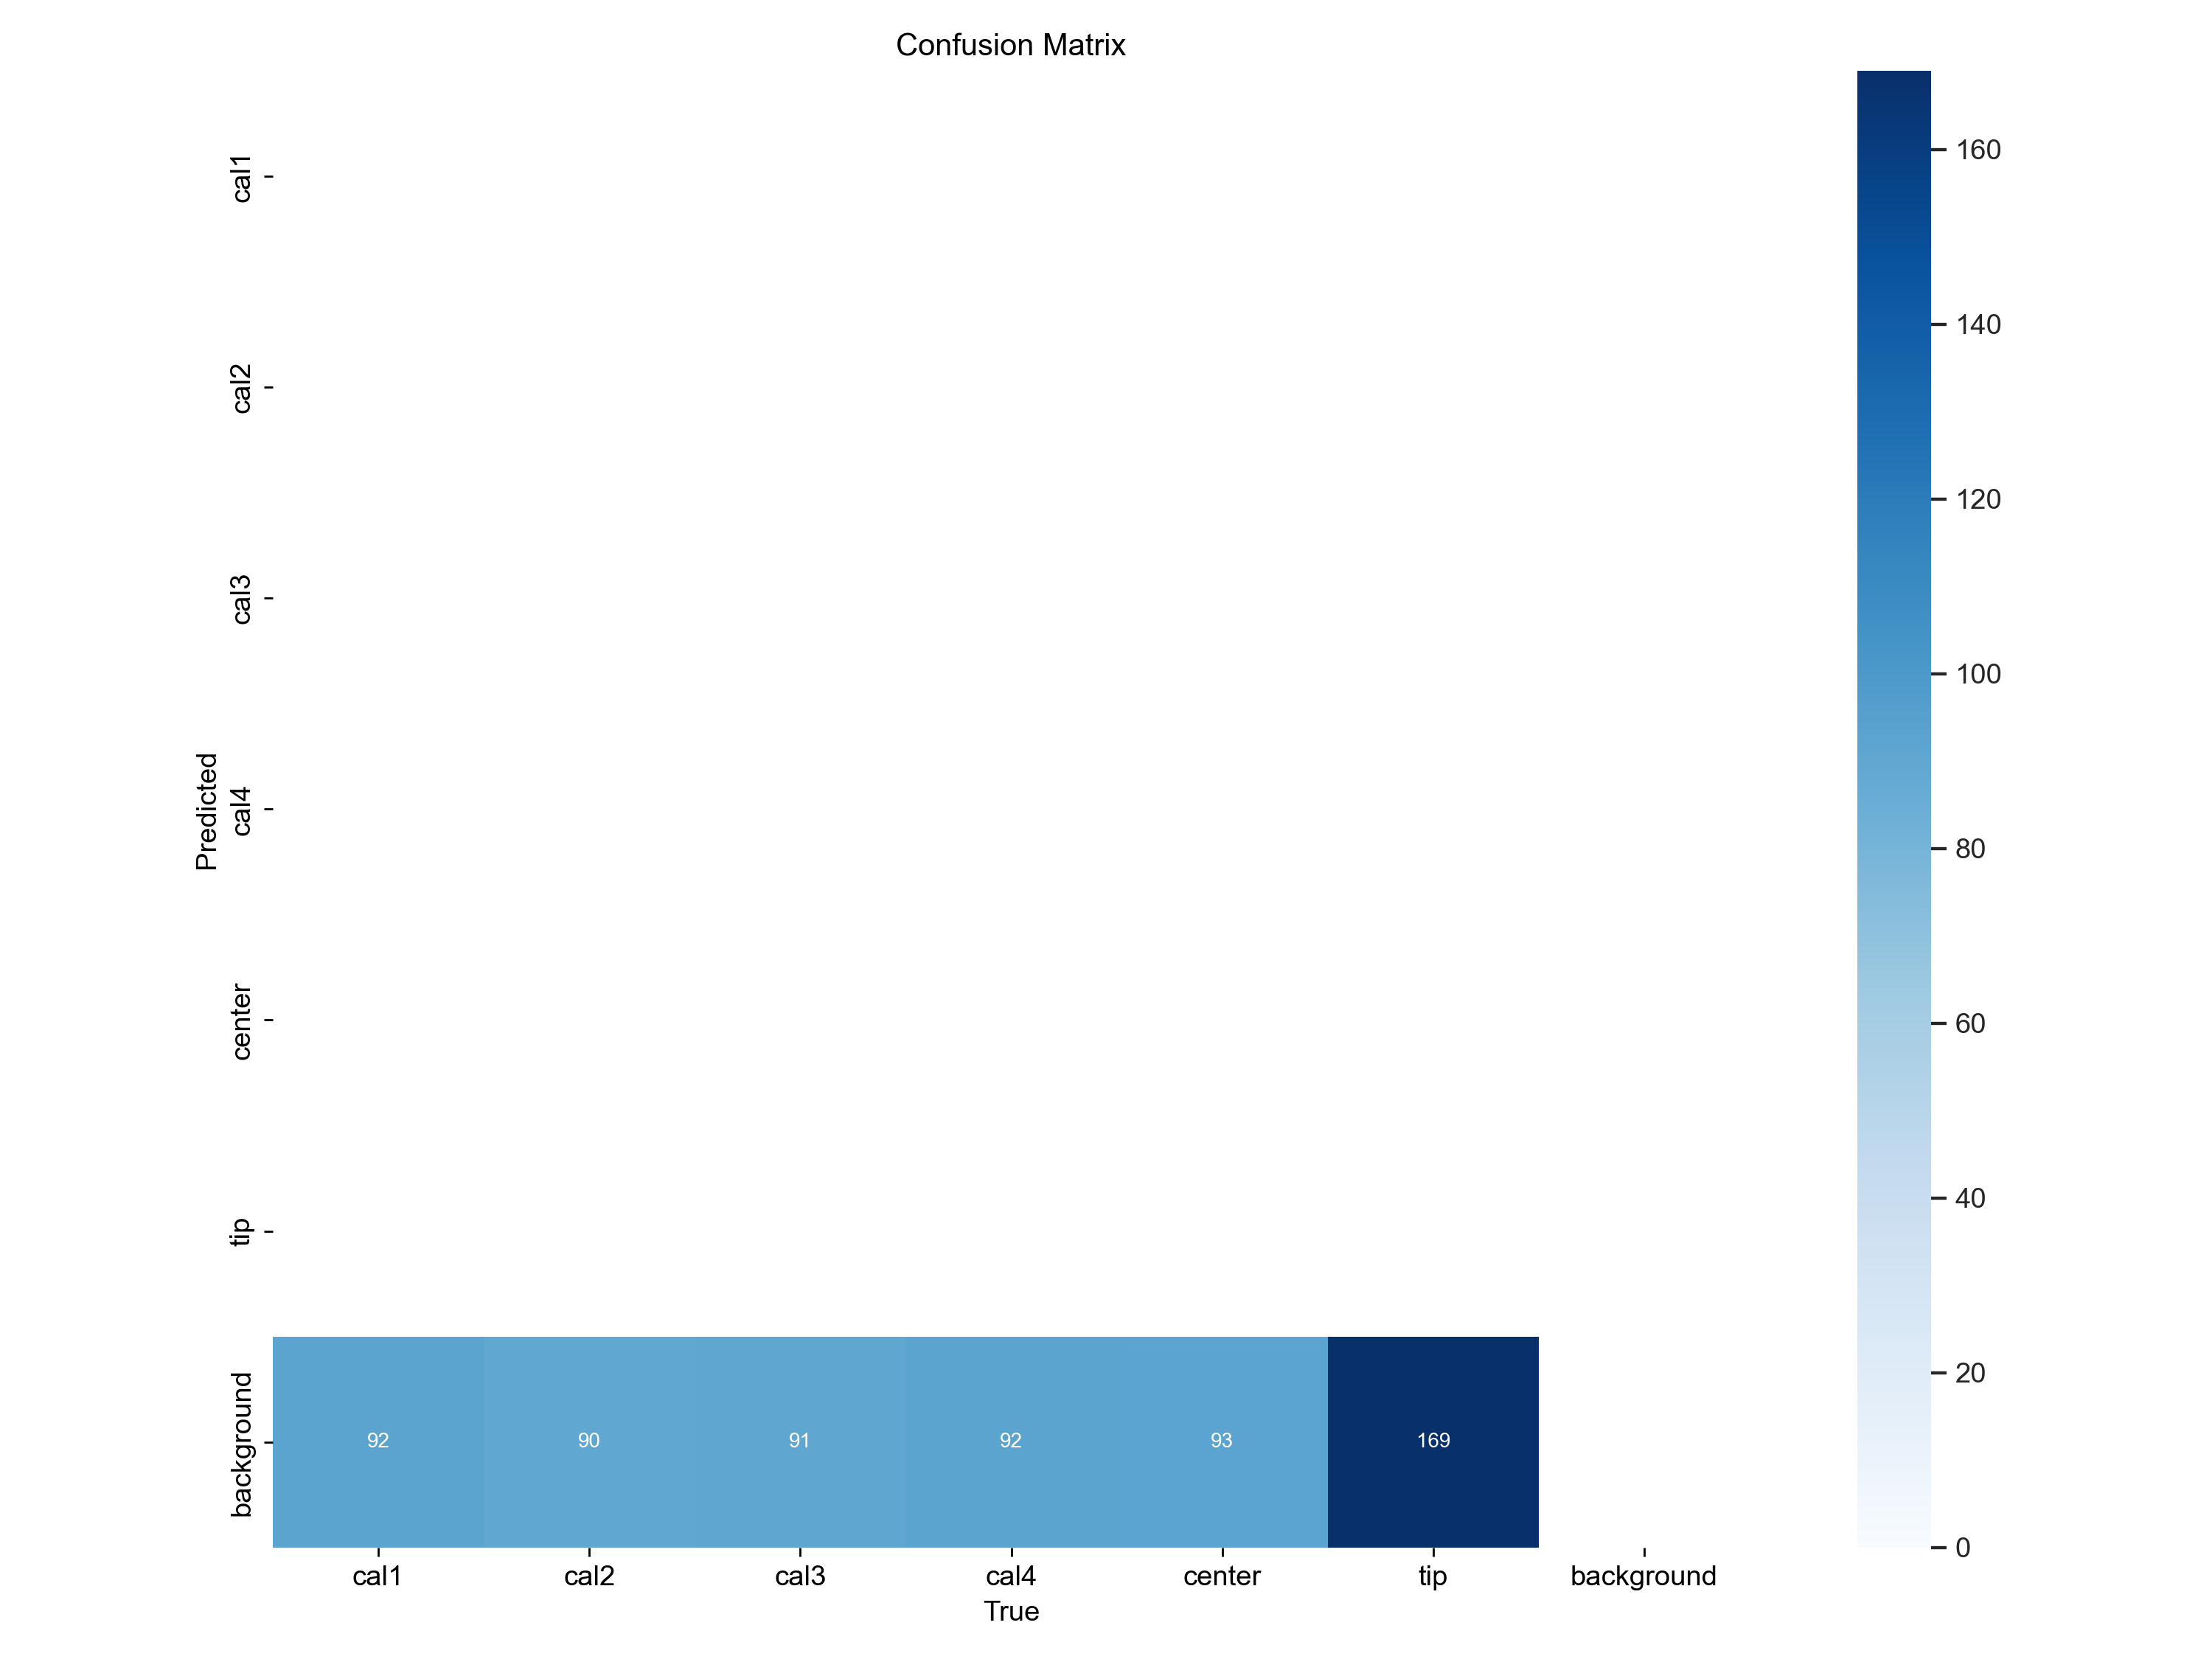 Confusion Matrix
Predicted
cal1
cal2
cal3
cal4
center
tip
background
92 90 91 92 93 169
cal1 cal2 cal3 cal4 center tip background
True
160
140
120
100
80
60
40
20
0